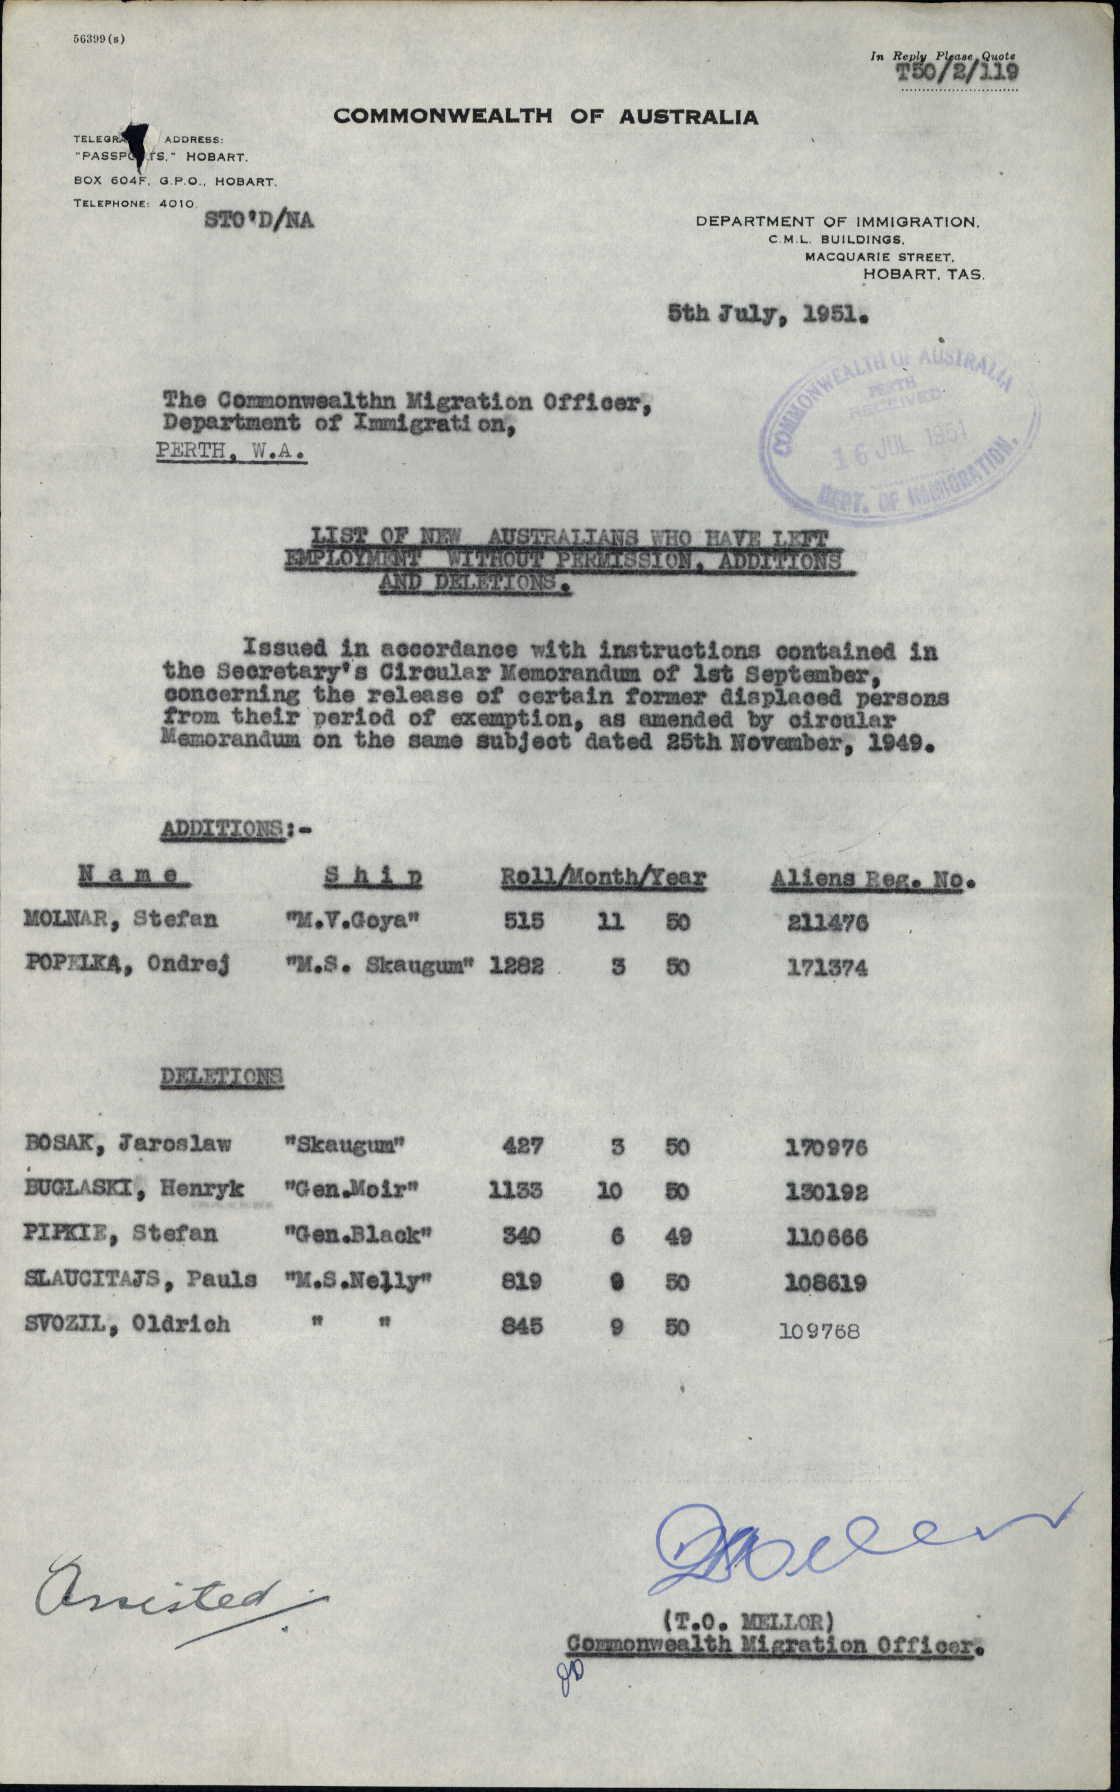 56399(s)
In Reply Please Quote
T50/2/119
COMMONWEALTH OF AUSTRALIA
ADDRESS:
HOBART.
BOX 604F, G.P.O., HOBART.
TELEPHONE: 4010.
STO'D/NA
DEPARTMENT OF IMMIGRATION,
C.M.L. BUILDINGS,
MACQUARIE STREET,
HOBART, TAS.
5th July, 1951.
COMMONWEALTH OF AUSTRALIA
PERTH
RECEIVED
16 JUL 1951
DEPT. OF IMMIGRATION.
The Commonwealthn Migration Officer,
Department of Immigration,
PERTH, W.A.
LIST OF NEW AUSTRALIANS WHO HAVE LEFT
EMPLOYMENT WITHOUT PERMISSION, ADDITIONS
AND DELETIONS.
Issued in accordance with instructions contained in
the Secretary's Circular Memorandum of 1st September,
concerning the release of certain former displaced persons
from their period of exemption, as amended by circular
Memorandum on the same subject dated 25th November, 1949.
ADDITIONS:-
Name Ship Roll/Month/Year Aliens Reg. No.
MOLNAR, Stefan "M.V.Goya" 515 11 50 211476
POPELKA, Ondrej "M.S. Skaugum" 1282 3 50 171374
DELETIONS
BOSAK, Jaroslaw "Skaugum" 427 3 50 170976
BUGLASKI, Henryk "Gen.Moir" 1133 10 50 130192
PIPKIE, Stefan "Gen.Black" 340 6 49 110666
SLAUCITAJS, Pauls "M.S.Nelly" 819 9 50 108619
SVOZIL, Oldrich " " 845 9 50 109768
Assisted.
(T.O. MELLOR)
Commonwealth Migration Officer.